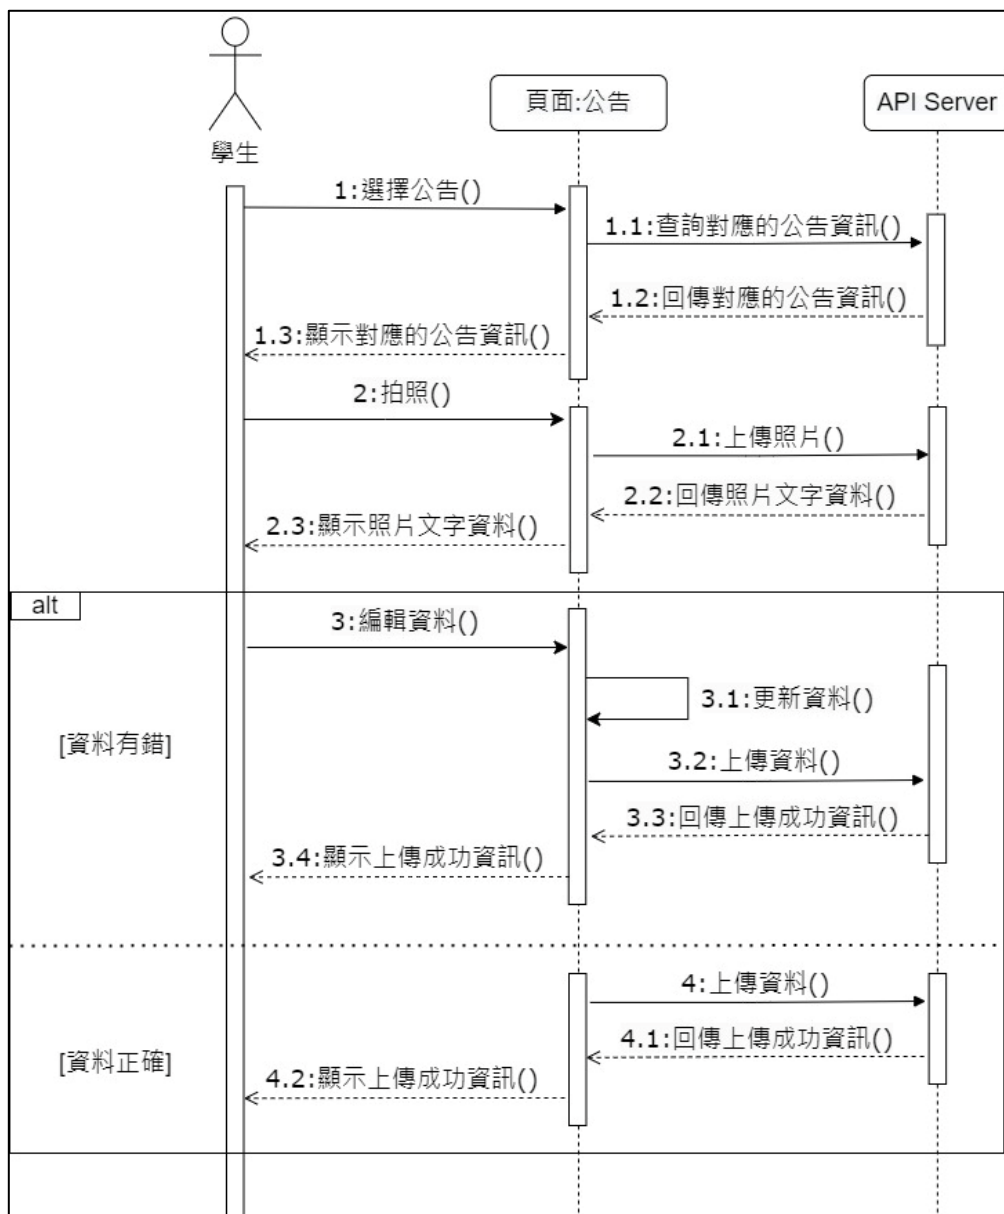 學生
頁面:公告
API Server
1:選擇公告()
1.1:查詢對應的公告資訊()
1.2:回傳對應的公告資訊()
1.3:顯示對應的公告資訊()
2:拍照()
2.1:上傳照片()
2.2:回傳照片文字資料()
2.3:顯示照片文字資料()
alt
3:編輯資料()
3.1:更新資料()
[資料有錯]
3.2:上傳資料()
3.3:回傳上傳成功資訊()
3.4:顯示上傳成功資訊()
4:上傳資料()
4.1:回傳上傳成功資訊()
[資料正確]
4.2:顯示上傳成功資訊()